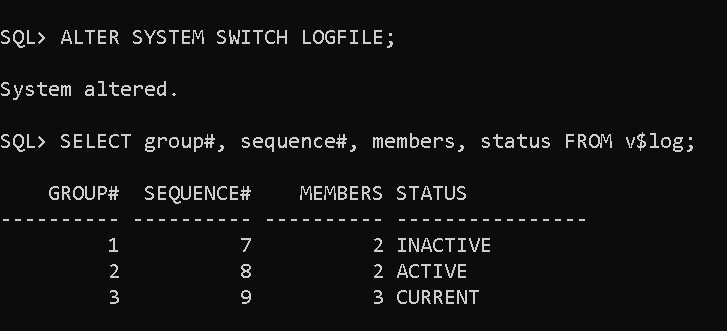 SQL> ALTER SYSTEM SWITCH LOGFILE;
System altered.
SQL> SELECT group#, sequence#, members, status FROM v$log;
    GROUP#  SEQUENCE#    MEMBERS STATUS
---------- ---------- ---------- ----------------
         1          7          2 INACTIVE
         2          8          2 ACTIVE
         3          9          3 CURRENT